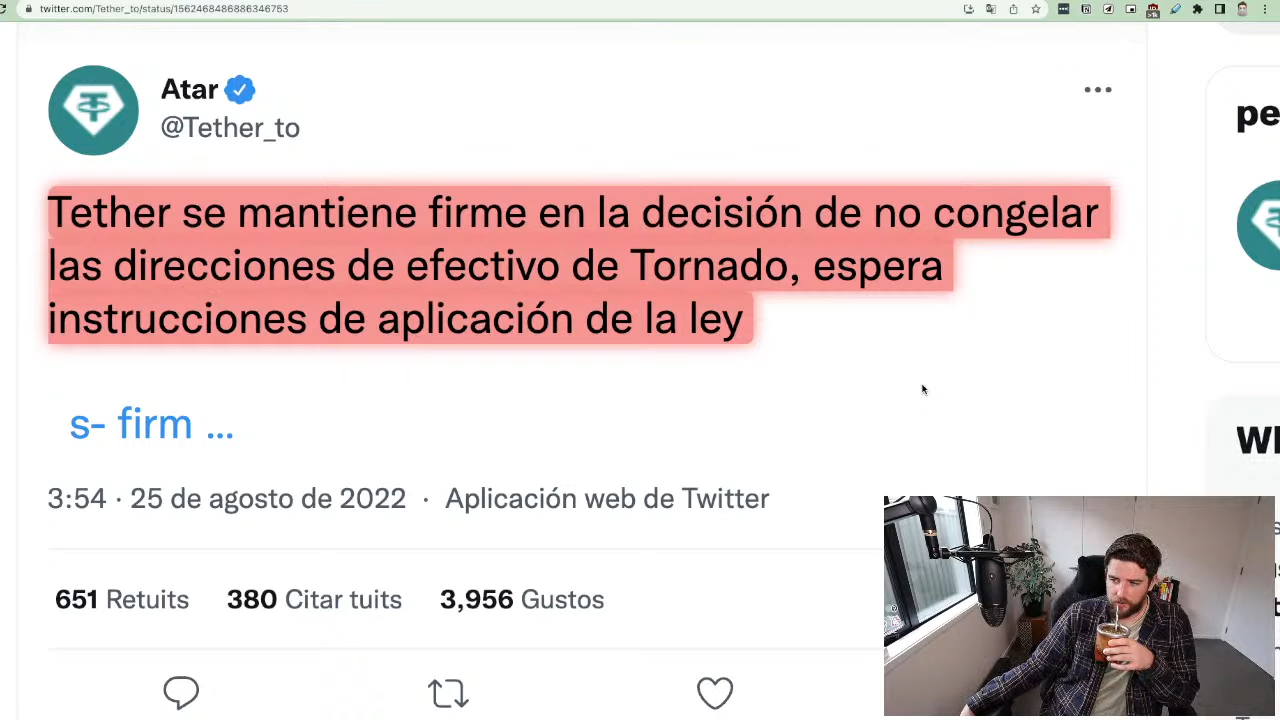 twitter.com/Tether_to/status/1562468486886346753
Atar
@Tether_to
pe
Tether se mantiene firme en la decisión de no congelar
las direcciones de efectivo de Tornado, espera
instrucciones de aplicación de la ley
s- firm ...
Wl
3:54 · 25 de agosto de 2022 · Aplicación web de Twitter
651 Retuits 380 Citar tuits 3,956 Gustos